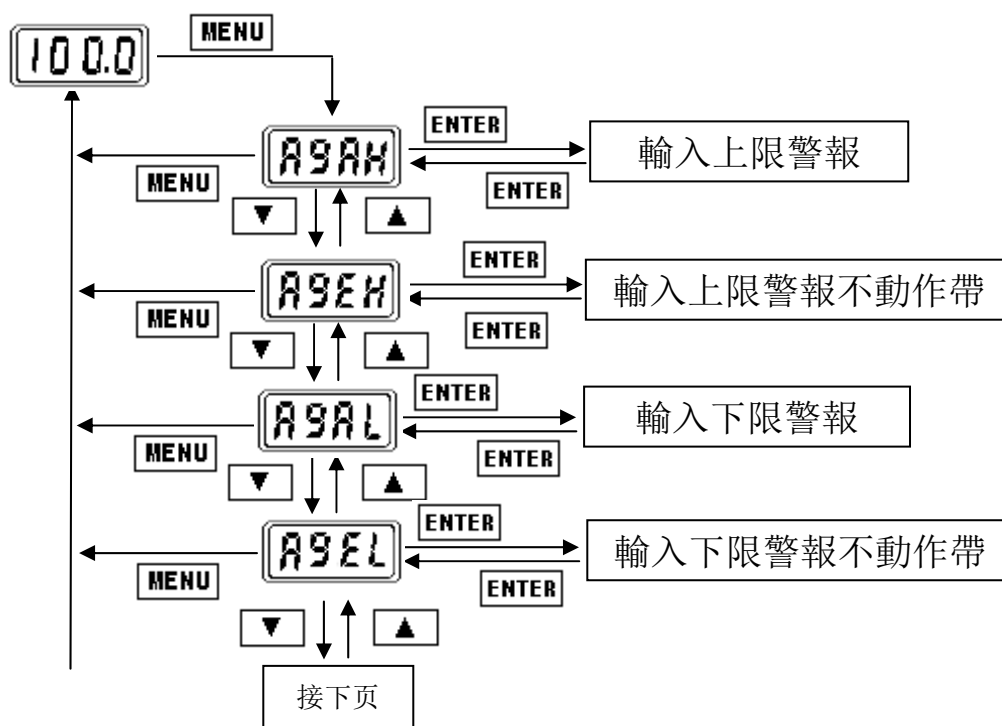 MENU
100.0
ENTER
A9AH
輸入上限警報
MENU
ENTER
▼
▲
ENTER
A9EH
輸入上限警報不動作帶
MENU
ENTER
▼
▲
ENTER
A9AL
輸入下限警報
MENU
ENTER
▼
▲
ENTER
A9EL
輸入下限警報不動作帶
MENU
ENTER
▼
▲
接下页